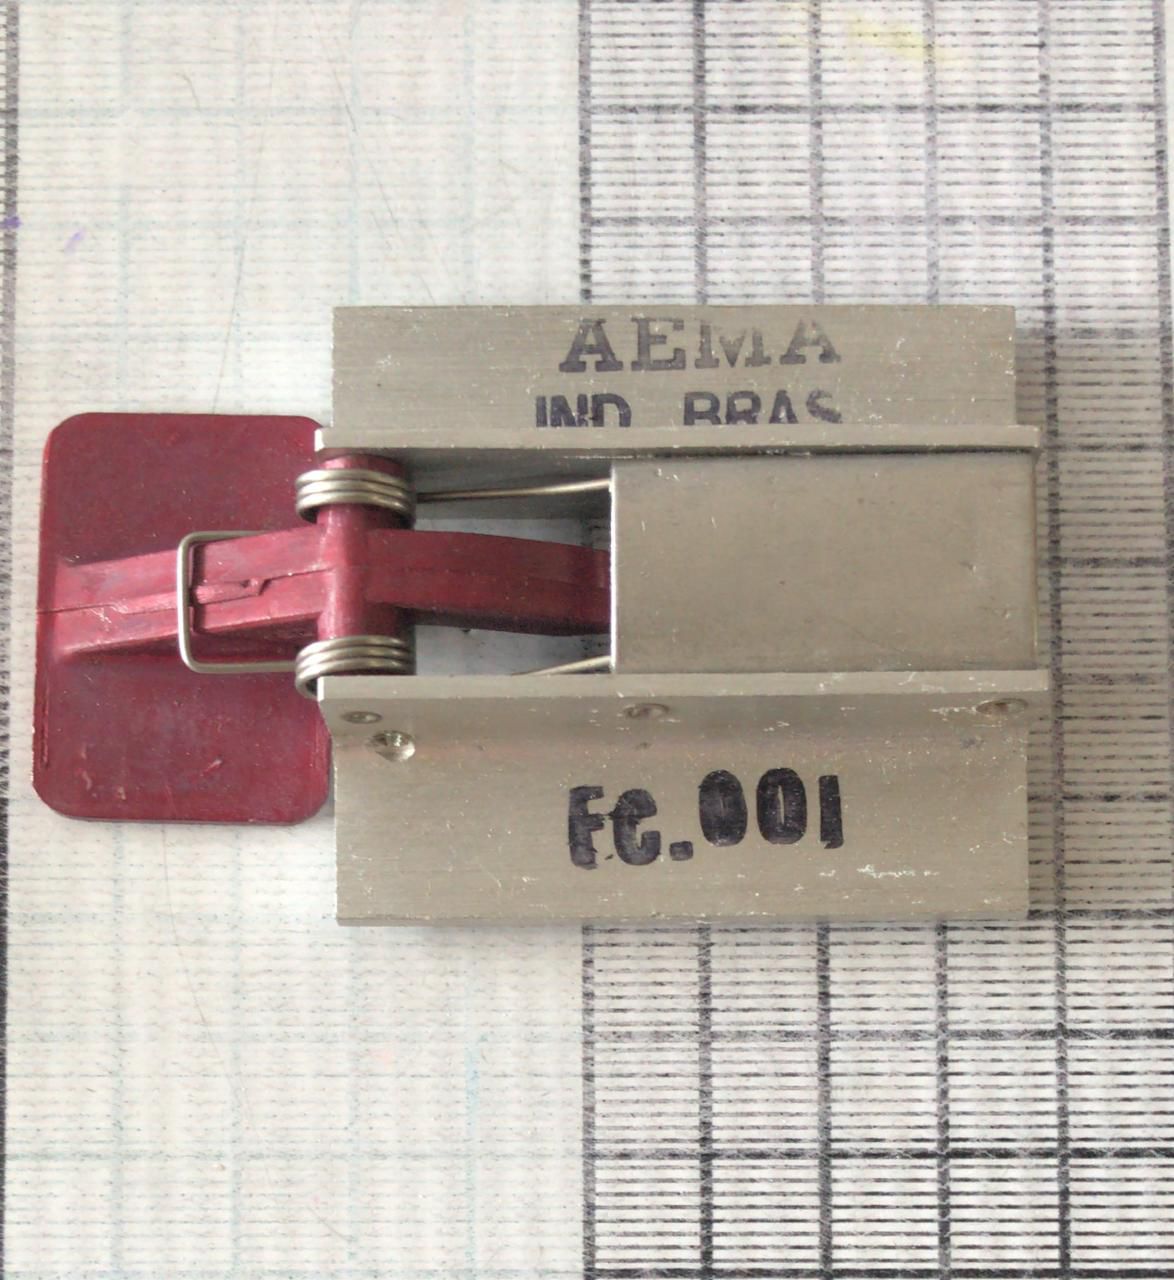 AEMA
IND. BRAS
Fc.001